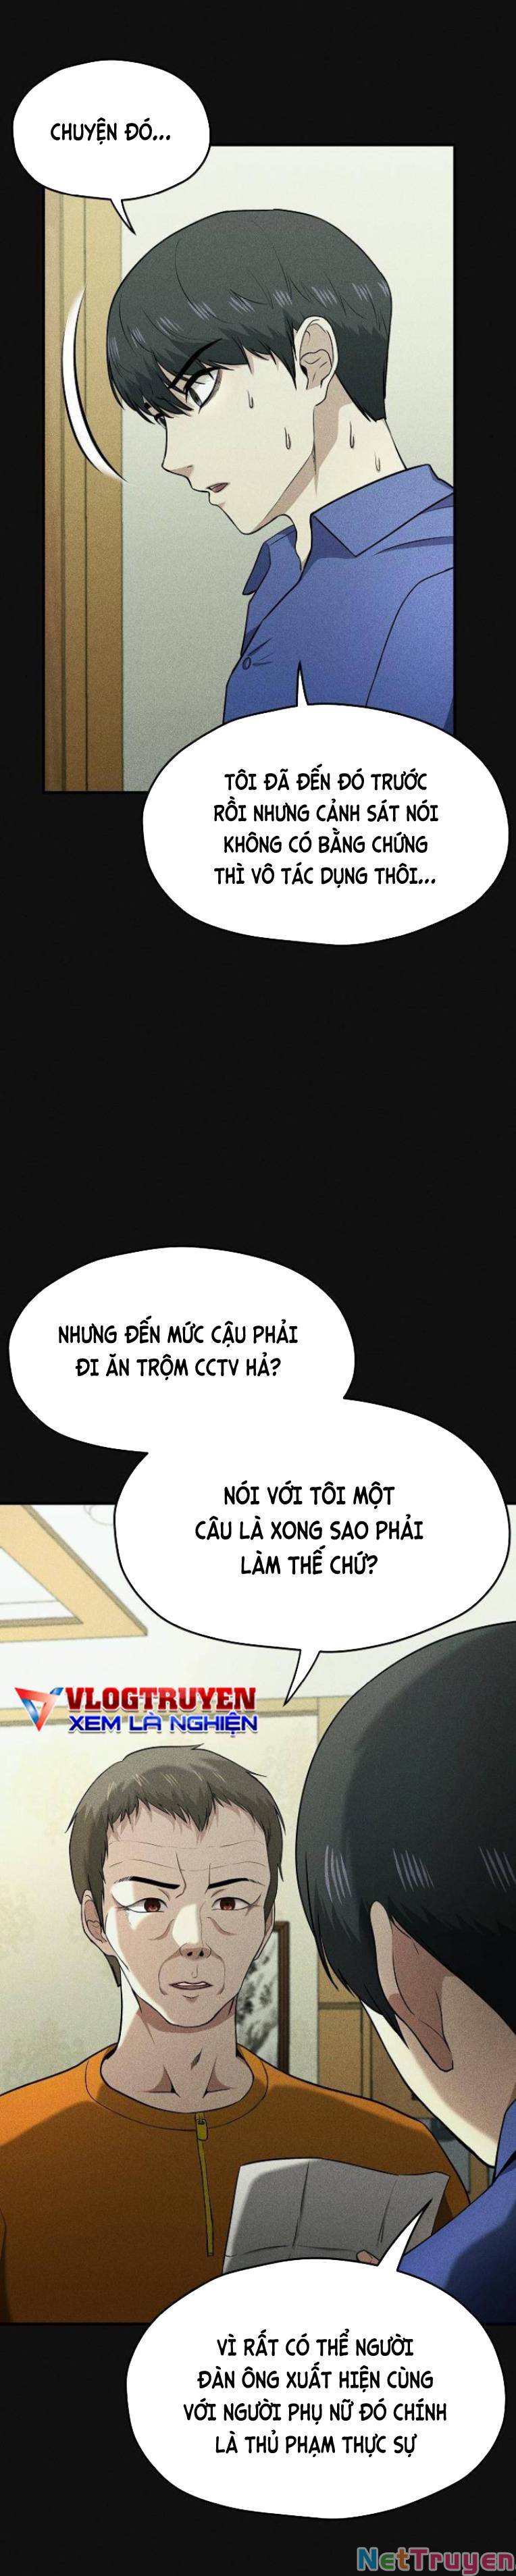 CHUYỆN ĐÓ...
TÔI ĐÃ ĐẾN ĐÓ TRƯỚC
RỒI NHƯNG CẢNH SÁT NÓI
KHÔNG CÓ BẰNG CHỨNG
THÌ VÔ TÁC DỤNG THÔI...
NHƯNG ĐẾN MỨC CẬU PHẢI
ĐI ĂN TRỘM CCTV HẢ?
NÓI VỚI TÔI MỘT
CÂU LÀ XONG SAO PHẢI
LÀM THẾ CHỨ?
VLOGTRUYEN
XEM LÀ NGHIỆN
VÌ RẤT CÓ THỂ NGƯỜI
ĐÀN ÔNG XUẤT HIỆN CÙNG
VỚI NGƯỜI PHỤ NỮ ĐÓ CHÍNH
LÀ THỦ PHẠM THỰC SỰ
NetTruyen